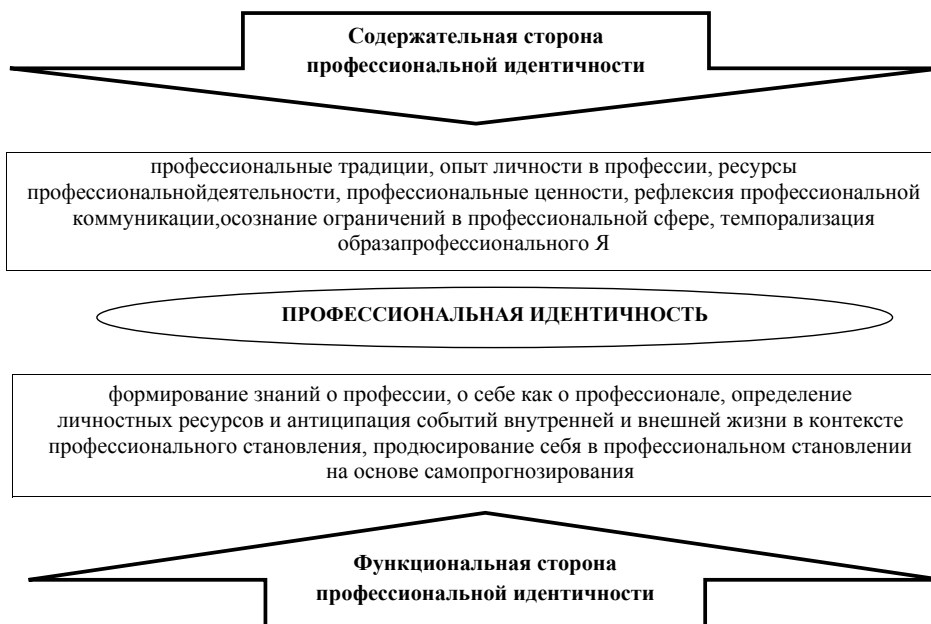 Содержательная сторона
профессиональной идентичности
профессиональные традиции, опыт личности в профессии, ресурсы
профессиональнойдеятельности, профессиональные ценности, рефлексия профессиональной
коммуникации,осознание ограничений в профессиональной сфере, темпорализация
образапрофессионального Я
ПРОФЕССИОНАЛЬНАЯ ИДЕНТИЧНОСТЬ
формирование знаний о профессии, о себе как о профессионале, определение
личностных ресурсов и антиципация событий внутренней и внешней жизни в контексте
профессионального становления, продюсирование себя в профессиональном становлении
на основе самопрогнозирования
Функциональная сторона
профессиональной идентичности